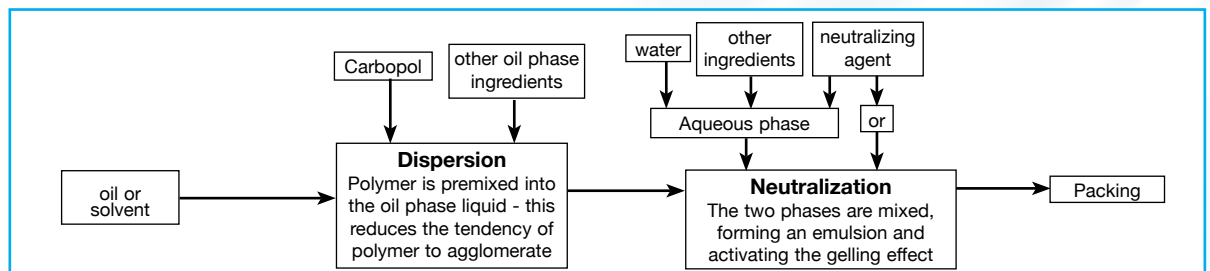 Carbopol
other oil phase
ingredients
water
other
ingredients
neutralizing
agent
Aqueous phase
or
oil or
solvent
Dispersion
Polymer is premixed into
the oil phase liquid - this
reduces the tendency of
polymer to agglomerate
Neutralization
The two phases are mixed,
forming an emulsion and
activating the gelling effect
Packing